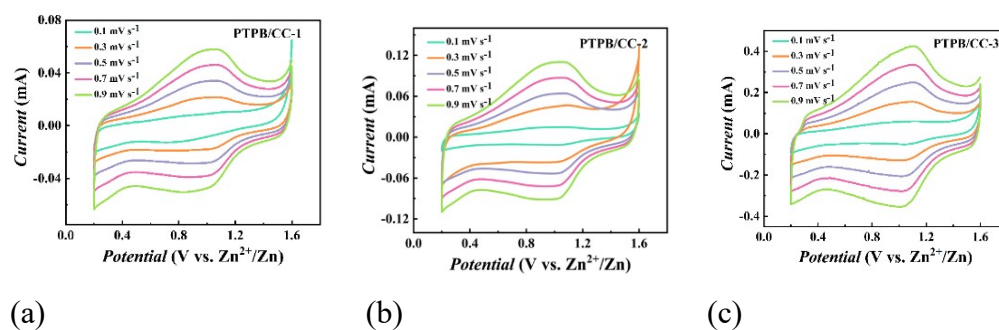 (a)
0.08
0.04
0.00
-0.04
Current (mA)
0.1 mV s-1
0.3 mV s-1
0.5 mV s-1
0.7 mV s-1
0.9 mV s-1
PTPB/CC-1
0.0 0.4 0.8 1.2 1.6
Potential (V vs. Zn2+/Zn)
(b)
0.12
0.06
0.00
-0.06
-0.12
Current (mA)
0.1 mV s-1
0.3 mV s-1
0.5 mV s-1
0.7 mV s-1
0.9 mV s-1
PTPB/CC-2
0.0 0.4 0.8 1.2 1.6
Potential (V vs. Zn2+/Zn)
(c)
0.4
0.2
0.0
-0.2
-0.4
Current (mA)
0.1 mV s-1
0.3 mV s-1
0.5 mV s-1
0.7 mV s-1
0.9 mV s-1
PTPB/CC-3
0.0 0.4 0.8 1.2 1.6
Potential (V vs. Zn2+/Zn)
(a) (b) (c)